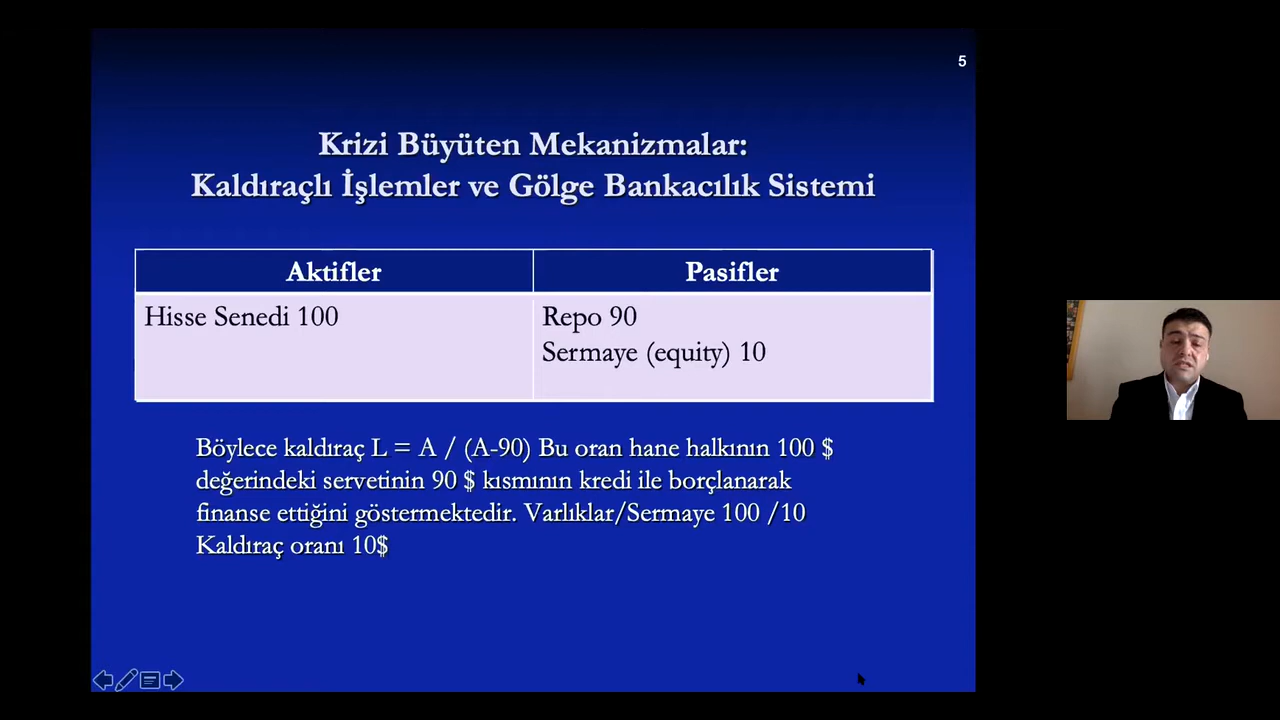 5
Krizi Büyüten Mekanizmalar:
Kaldıraçlı İşlemler ve Gölge Bankacılık Sistemi
Aktifler
Pasifler
Hisse Senedi 100
Repo 90
Sermaye (equity) 10
Böylece kaldıraç L = A / (A-90) Bu oran hane halkının 100 $
değerindeki servetinin 90 $ kısmının kredi ile borçlanarak
finanse ettiğini göstermektedir. Varlıklar/Sermaye 100 /10
Kaldıraç oranı 10$